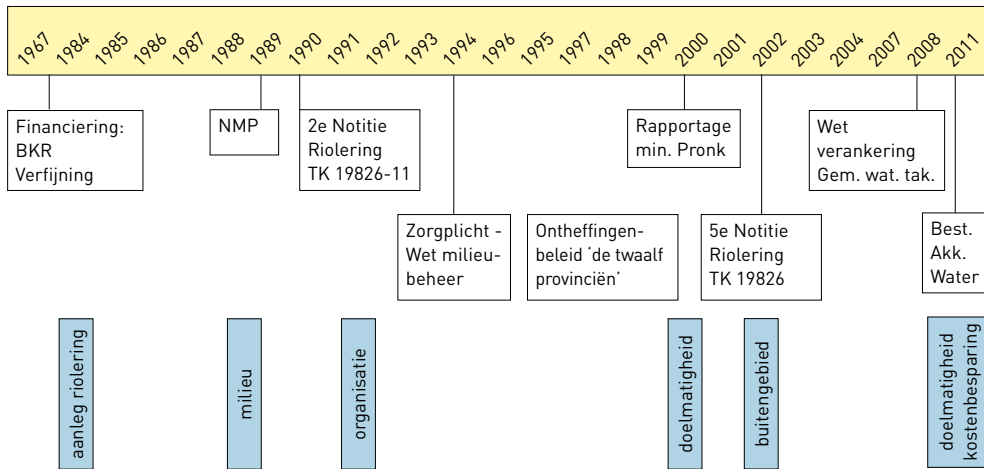 1967 1984 1985 1986 1987 1988 1989 1990 1991 1992 1993 1994 1996 1995 1997 1998 1999 2000 2001 2002 2003 2004 2007 2008 2011
Financiering:
BKR
Verfijning
NMP
2e Notitie
Riolering
TK 19826-11
Rapportage
min. Pronk
Wet
verankering
Gem. wat. tak.
Zorgplicht -
Wet milieu-
beheer
Ontheffingen-
beleid ‘de twaalf
provinciën’
5e Notitie
Riolering
TK 19826
Best.
Akk.
Water
aanleg riolering
milieu
organisatie
doelmatigheid
buitengebied
doelmatigheid
kostenbesparing